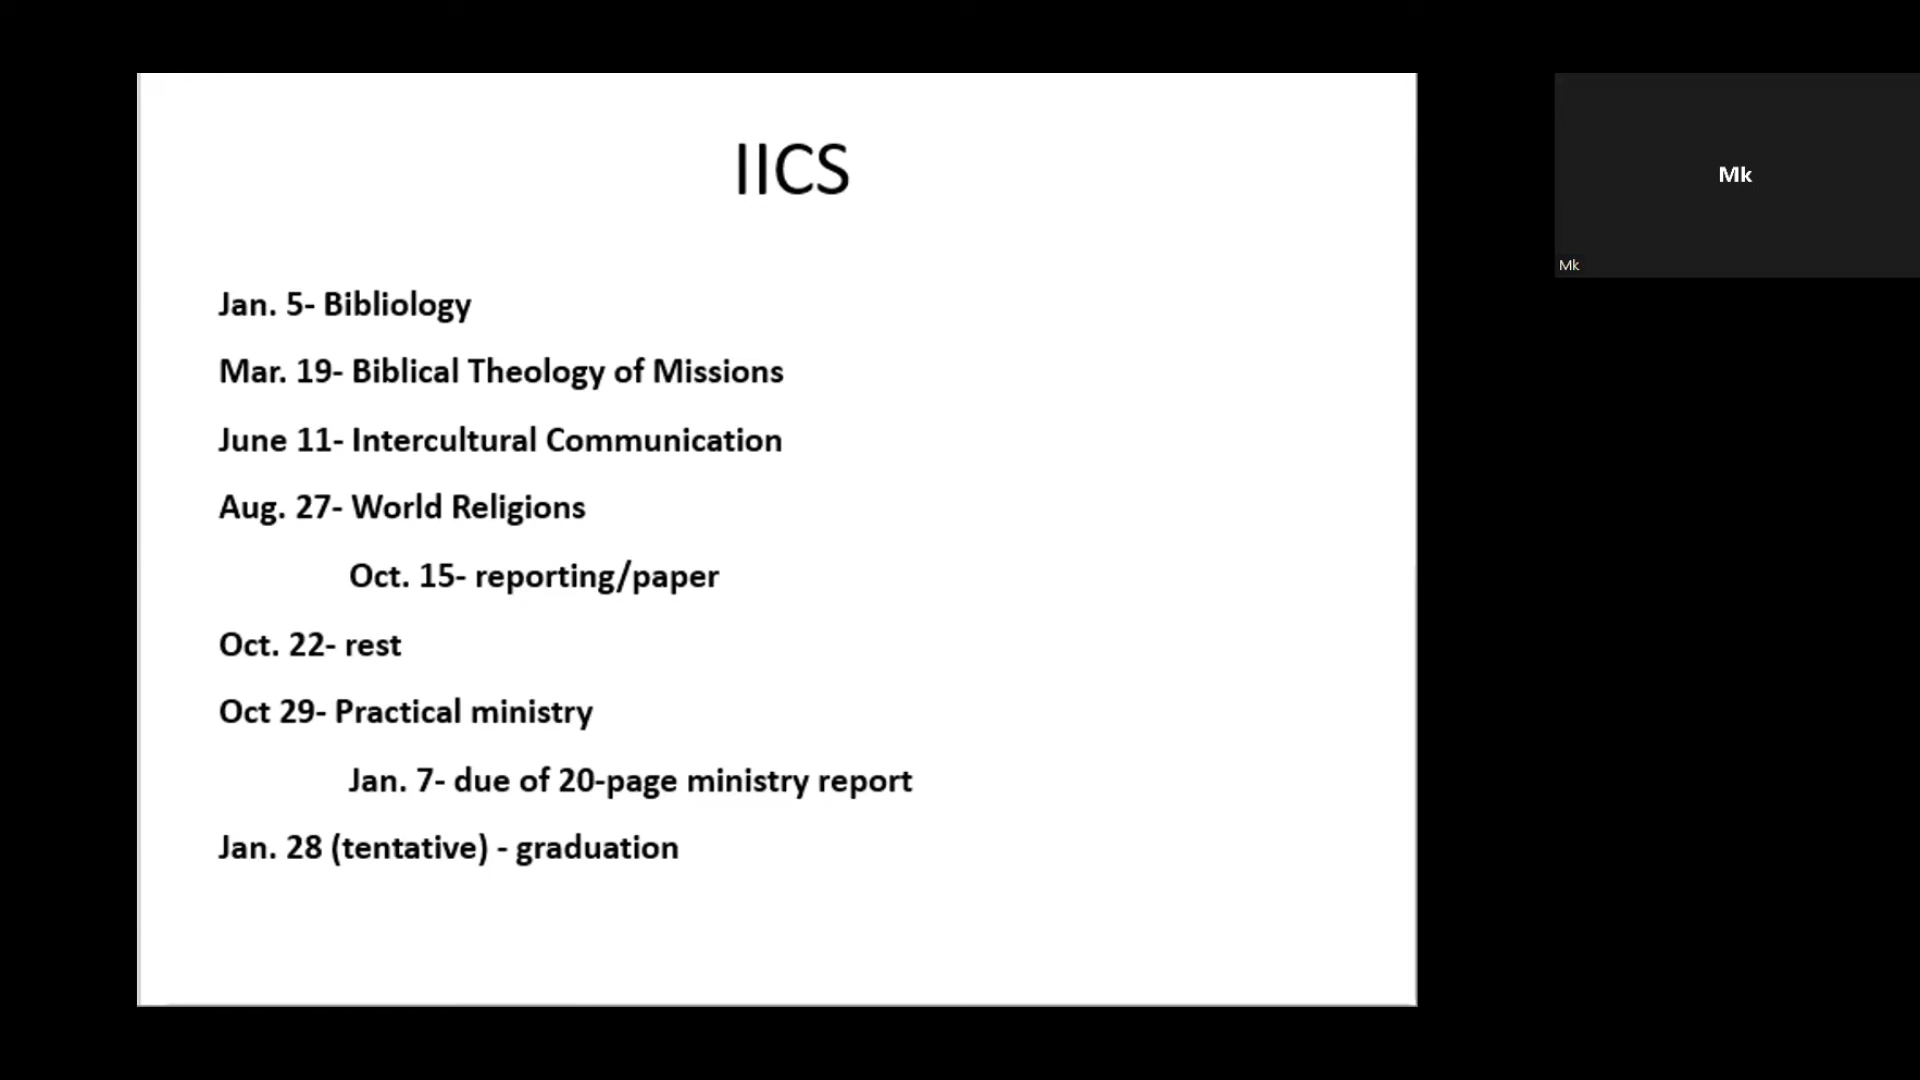 IICS
Jan. 5- Bibliology
Mar. 19- Biblical Theology of Missions
June 11- Intercultural Communication
Aug. 27- World Religions
Oct. 15- reporting/paper
Oct. 22- rest
Oct 29- Practical ministry
Jan. 7- due of 20-page ministry report
Jan. 28 (tentative) - graduation
Mk
Mk